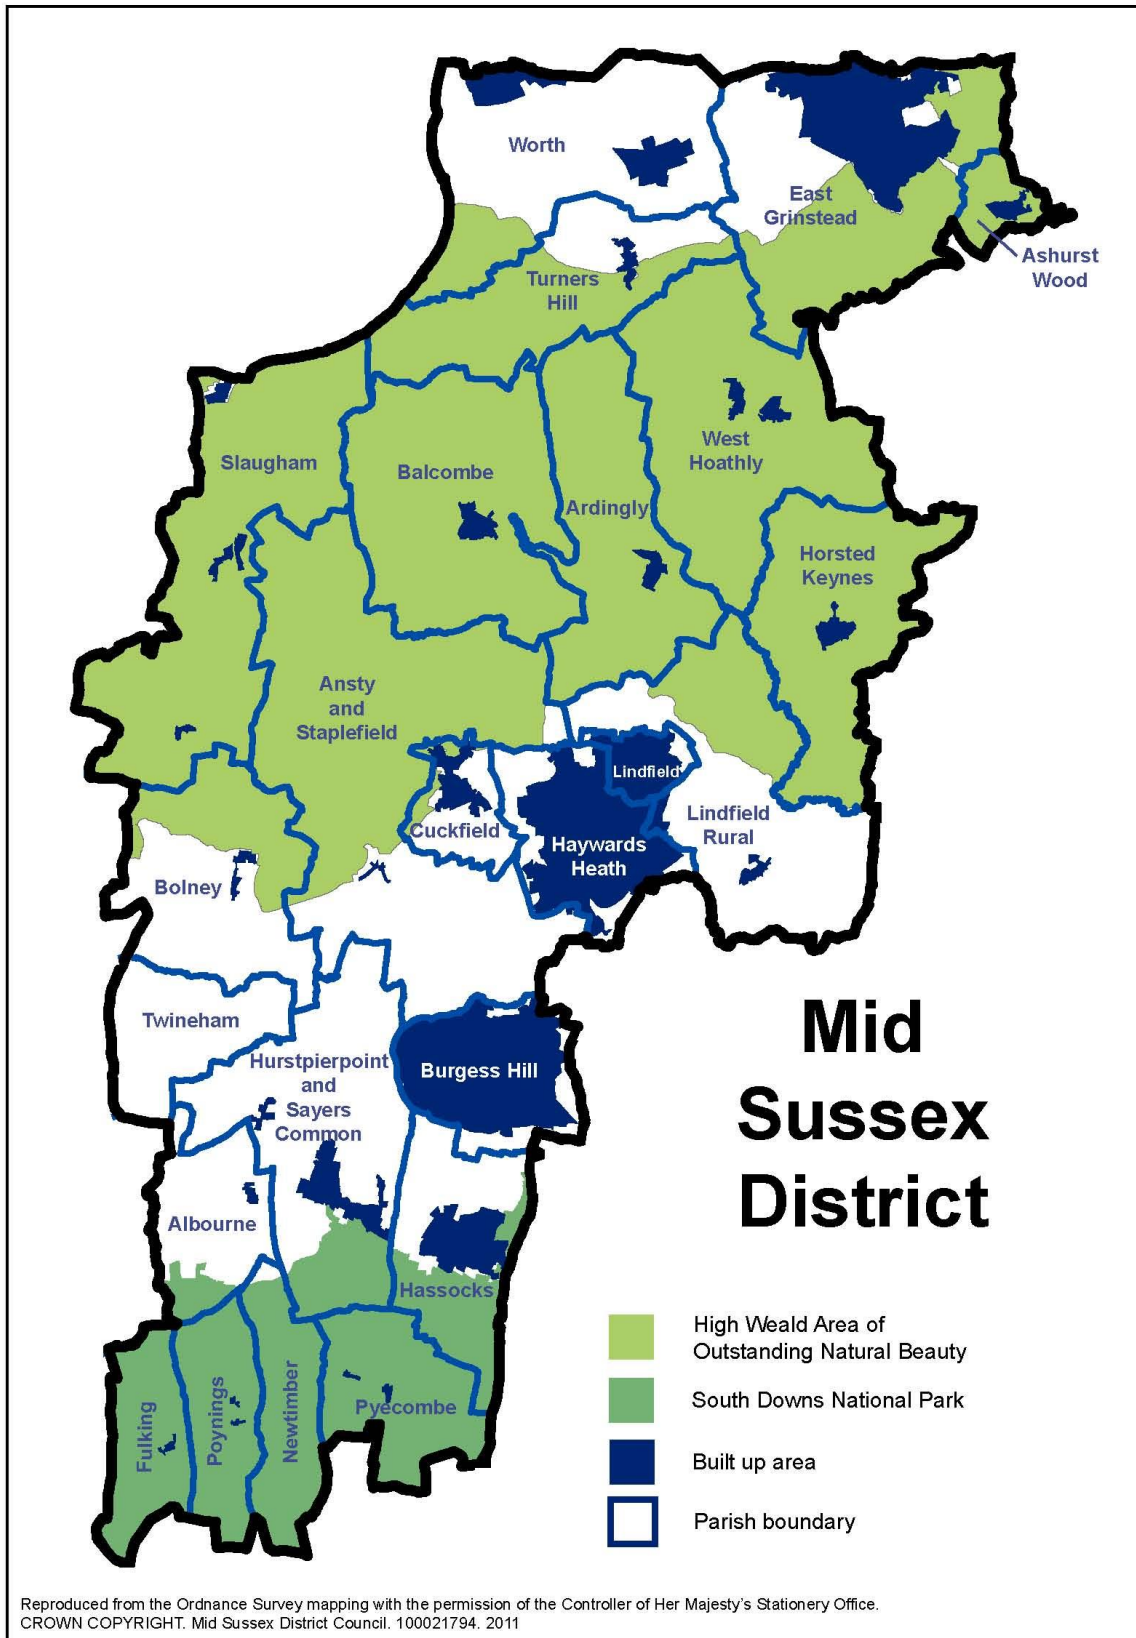 Worth
East
Grinstead
Ashurst
Wood
Turners
Hill
Slaugham
Balcombe
West
Hoathly
Ardingly
Horsted
Keynes
Ansty
and
Staplefield
Lindfield
Cuckfield
Haywards
Heath
Lindfield
Rural
Bolney
Twineham
Hurstpierpoint
and
Sayers
Common
Burgess Hill
Albourne
Hassocks
Fulking
Poynings
Newtimber
Pyecombe
Mid
Sussex
District
High Weald Area of
Outstanding Natural Beauty
South Downs National Park
Built up area
Parish boundary
Reproduced from the Ordnance Survey mapping with the permission of the Controller of Her Majesty's Stationery Office.
CROWN COPYRIGHT. Mid Sussex District Council. 100021794. 2011